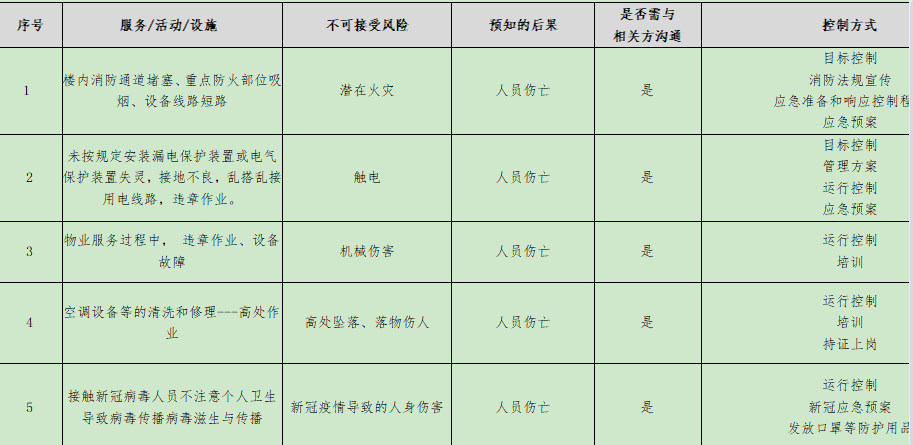 序号
服务/活动/设施
不可接受风险
预知的后果
是否需与
相关方沟通
控制方式
1
楼内消防通道堵塞、重点防火部位吸
烟、设备线路短路
潜在火灾
人员伤亡
是
目标控制
消防法规宣传
应急准备和响应控制程
应急预案
2
未按规定安装漏电保护装置或电气
保护装置失灵，接地不良，乱搭乱接
用电线路，违章作业。
触电
人员伤亡
是
目标控制
管理方案
运行控制
应急预案
3
物业服务过程中， 违章作业、设备
故障
机械伤害
人员伤亡
是
运行控制
培训
4
空调设备等的清洗和修理---高处作
业
高处坠落、落物伤人
人员伤亡
是
运行控制
培训
持证上岗
5
接触新冠病毒人员不注意个人卫生
导致病毒传播病毒滋生与传播
新冠疫情导致的人身伤害
人员伤亡
是
运行控制
新冠应急预案
发放口罩等防护用品